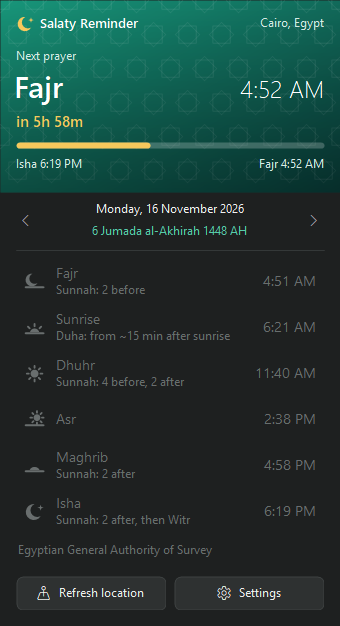 Salaty Reminder
Cairo, Egypt
Next prayer
Fajr
4:52 AM
in 5h 58m
Isha 6:19 PM
Fajr 4:52 AM
Monday, 16 November 2026
6 Jumada al-Akhirah 1448 AH
Fajr
Sunnah: 2 before
4:51 AM
Sunrise
Duha: from ~15 min after sunrise
6:21 AM
Dhuhr
Sunnah: 4 before, 2 after
11:40 AM
Asr
2:38 PM
Maghrib
Sunnah: 2 after
4:58 PM
Isha
Sunnah: 2 after, then Witr
6:19 PM
Egyptian General Authority of Survey
Refresh location
Settings